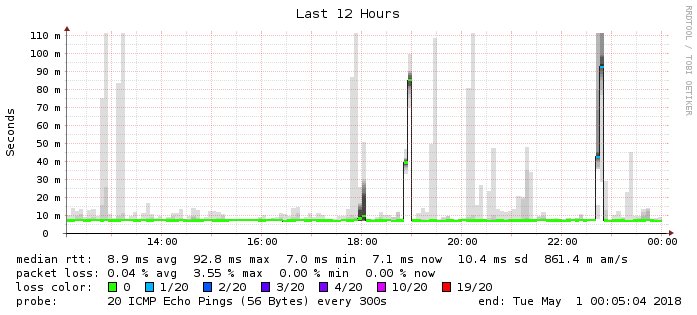 Last 12 Hours
RRDTOOL / TOBI OETIKER
Seconds
110 m
100 m
90 m
80 m
70 m
60 m
50 m
40 m
30 m
20 m
10 m
0
14:00 16:00 18:00 20:00 22:00 00:00
median rtt: 8.9 ms avg 92.8 ms max 7.0 ms min 7.1 ms now 10.4 ms sd 861.4 m am/s
packet loss: 0.04 % avg 3.55 % max 0.00 % min 0.00 % now
loss color: 0 1/20 2/20 3/20 4/20 10/20 19/20
probe: 20 ICMP Echo Pings (56 Bytes) every 300s end: Tue May 1 00:05:04 2018